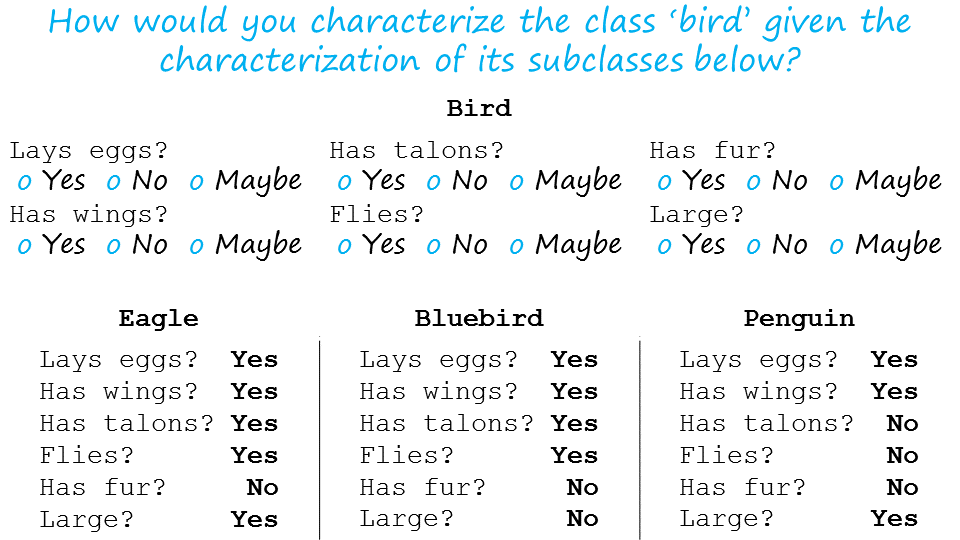 How would you characterize the class ‘bird’ given the
characterization of its subclasses below?
Bird
Lays eggs? Has talons? Has fur?
o Yes o No o Maybe o Yes o No o Maybe o Yes o No o Maybe
Has wings? Flies? Large?
o Yes o No o Maybe o Yes o No o Maybe o Yes o No o Maybe
Eagle Bluebird Penguin
Lays eggs? Yes Lays eggs? Yes Lays eggs? Yes
Has wings? Yes Has wings? Yes Has wings? Yes
Has talons? Yes Has talons? Yes Has talons? No
Flies? Yes Flies? Yes Flies? No
Has fur? No Has fur? No Has fur? No
Large? Yes Large? No Large? Yes